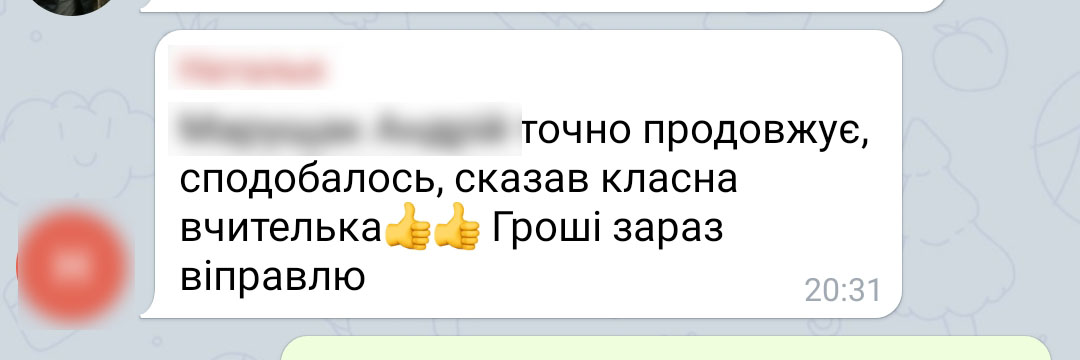 точно продовжує,
сподобалось, сказав класна
вчителька👍👍 Гроші зараз
віправлю
20:31